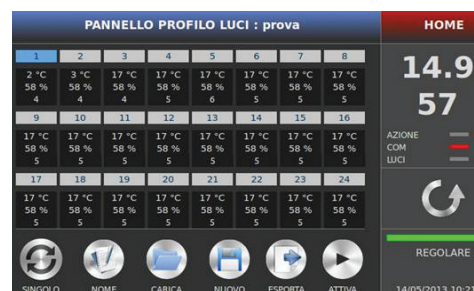 PANNELLO PROFILO LUCI : prova
HOME
1 2 3 4 5 6 7 8
2 °C 3 °C 17 °C 17 °C 17 °C 17 °C 17 °C 17 °C
58 % 58 % 58 % 58 % 58 % 58 % 58 % 58 %
4 4 4 5 6 5 5 5
9 10 11 12 13 14 15 16
17 °C 17 °C 17 °C 17 °C 17 °C 17 °C 17 °C 17 °C
58 % 58 % 58 % 58 % 58 % 58 % 58 % 58 %
5 5 5 5 5 5 5 5
17 18 19 20 21 22 23 24
17 °C 17 °C 17 °C 17 °C 17 °C 17 °C 17 °C 17 °C
58 % 58 % 58 % 58 % 58 % 58 % 58 % 58 %
5 5 5 5 5 5 5 5
SINGOLO NOME CARICA NUOVO ESPORTA ATTIVA
14.9
57
AZIONE
COM
LUCI
REGOLARE
14/05/2013 10:2